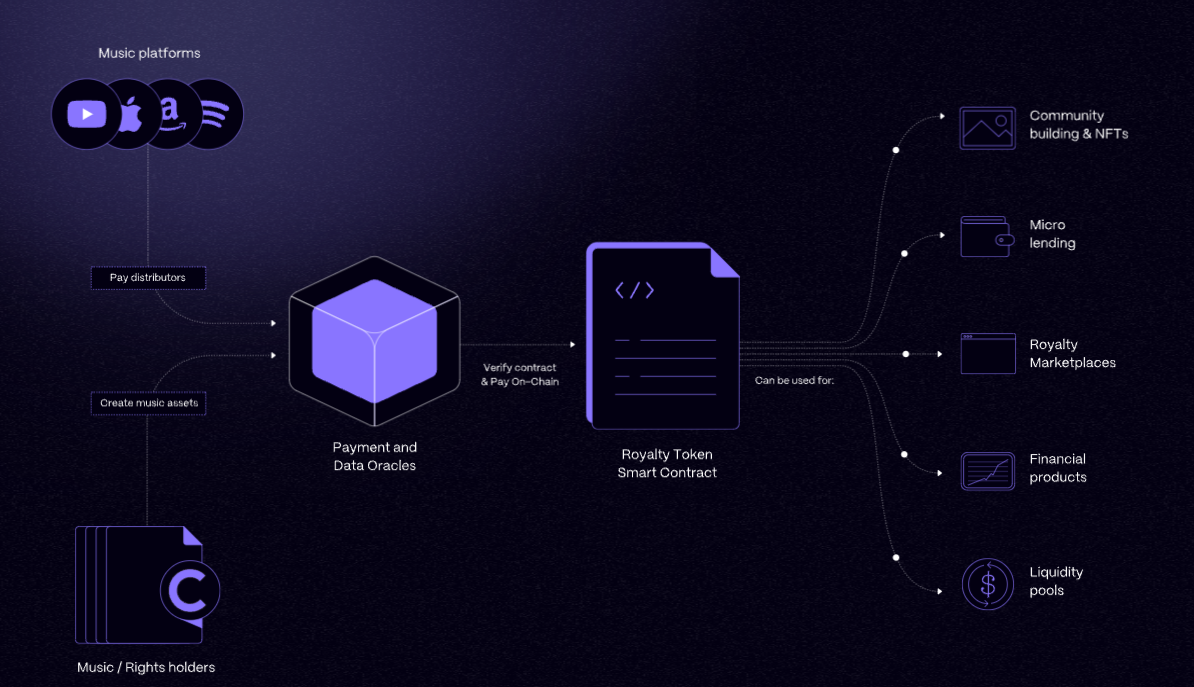 Music platforms
Pay distributors
Create music assets
Music / Rights holders
Payment and
Data Oracles
Verify contract
& Pay On-Chain
</>
Royalty Token
Smart Contract
Can be used for:
Community
building & NFTs
Micro
lending
Royalty
Marketplaces
Financial
products
Liquidity
pools